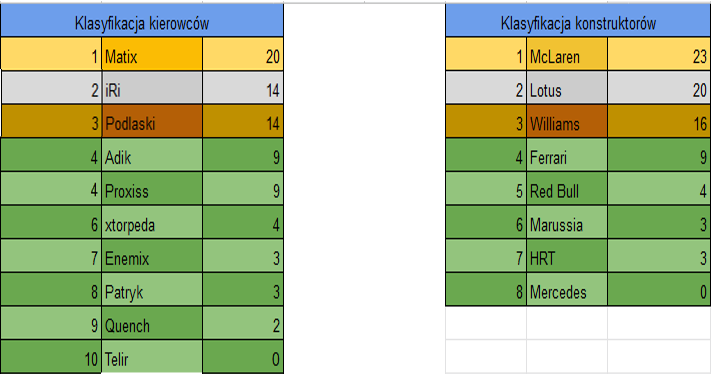 Klasyfikacja kierowców
1 Matix 20
2 iRi 14
3 Podlaski 14
4 Adik 9
4 Proxiss 9
6 xtorpeda 4
7 Enemix 3
8 Patryk 3
9 Quench 2
10 Telir 0
Klasyfikacja konstruktorów
1 McLaren 23
2 Lotus 20
3 Williams 16
4 Ferrari 9
5 Red Bull 4
6 Marussia 3
7 HRT 3
8 Mercedes 0